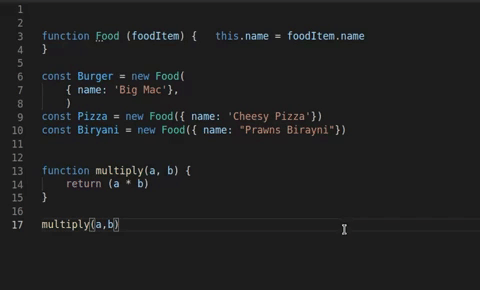 1
2
3 function Food (foodItem) {   this.name = foodItem.name
4 }
5
6 const Burger = new Food(
7     { name: 'Big Mac'},
8     )
9 const Pizza = new Food({ name: 'Cheesy Pizza'})
10 const Biryani = new Food({ name: "Prawns Birayni"})
11
12
13 function multiply(a, b) {
14     return (a * b)
15 }
16
17 multiply(a,b)